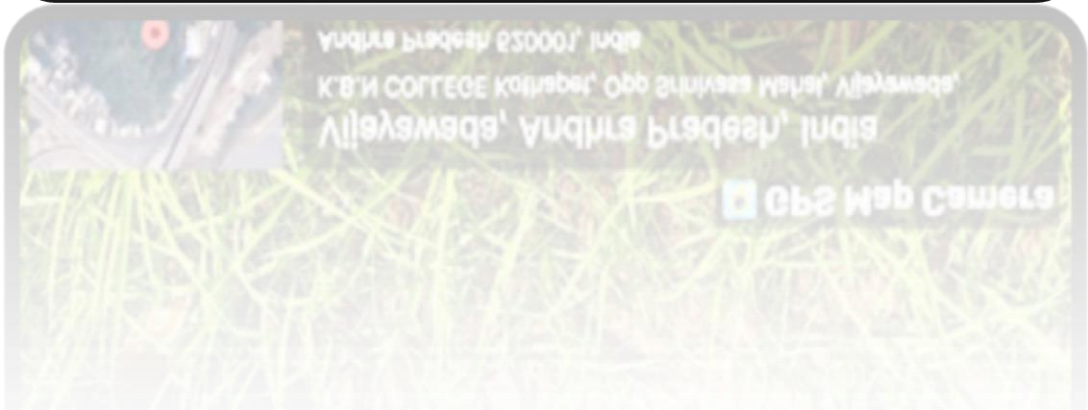 GPS Map Camera
Vijayawada, Andhra Pradesh, India
K.B.N COLLEGE Kothapet, Opp Srinivasa Mahal, Vijayawada,
Andhra Pradesh 520001, India